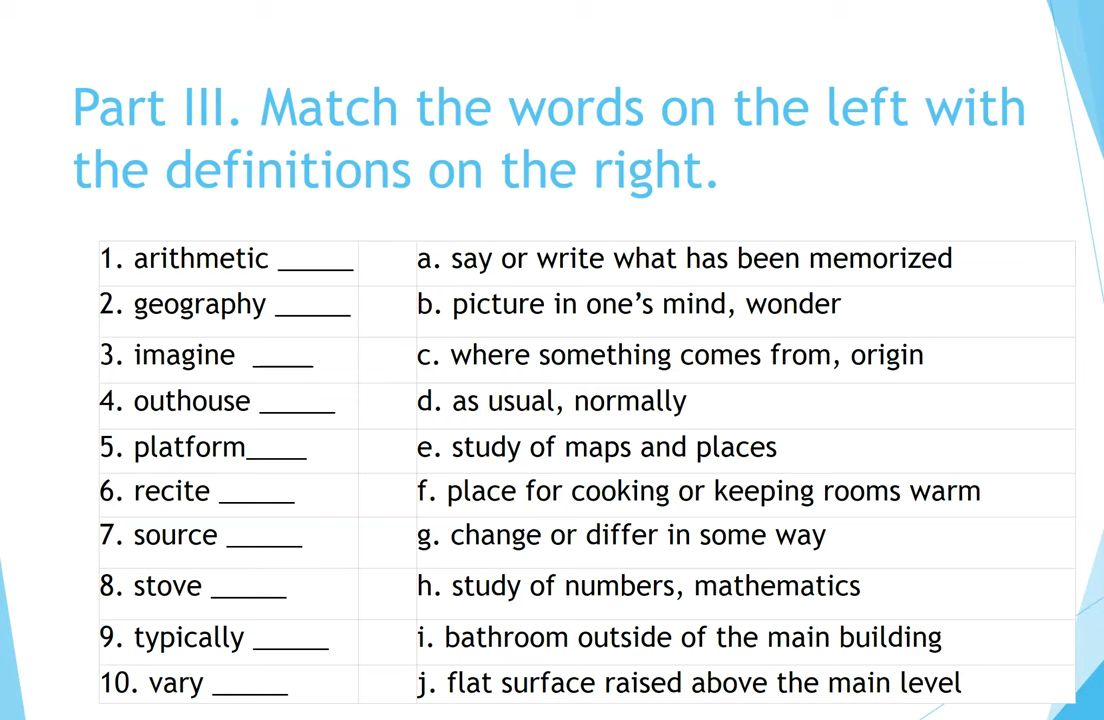 Part III. Match the words on the left with
the definitions on the right.
1. arithmetic _____ a. say or write what has been memorized
2. geography _____ b. picture in one’s mind, wonder
3. imagine ____ c. where something comes from, origin
4. outhouse _____ d. as usual, normally
5. platform____ e. study of maps and places
6. recite _____ f. place for cooking or keeping rooms warm
7. source _____ g. change or differ in some way
8. stove _____ h. study of numbers, mathematics
9. typically _____ i. bathroom outside of the main building
10. vary _____ j. flat surface raised above the main level